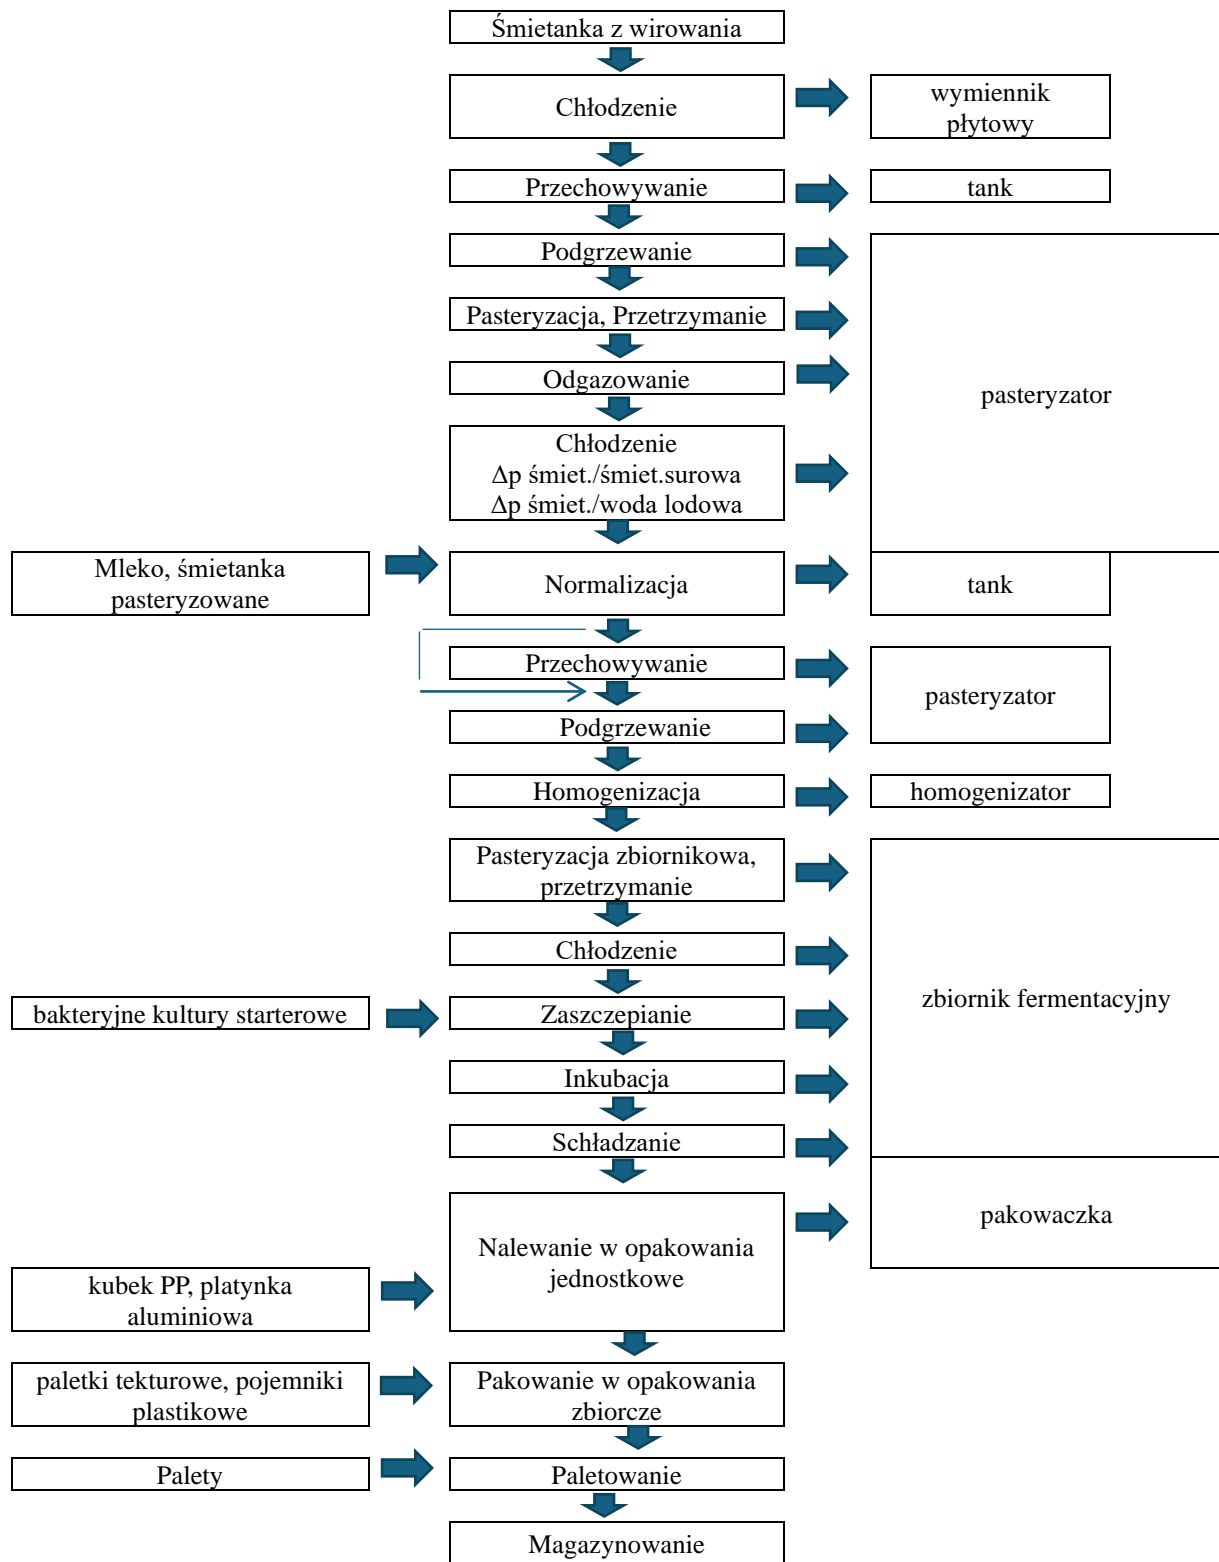 Śmietanka z wirowania
Chłodzenie
wymiennik
płytowy
Przechowywanie
tank
Podgrzewanie
Pasteryzacja, Przetrzymanie
Odgazowanie
pasteryzator
Chłodzenie
Δp śmiet./śmiet.surowa
Δp śmiet./woda lodowa
Mleko, śmietanka
pasteryzowane
Normalizacja
tank
Przechowywanie
pasteryzator
Podgrzewanie
Homogenizacja
homogenizator
Pasteryzacja zbiornikowa,
przetrzymanie
Chłodzenie
zbiornik fermentacyjny
bakteryjne kultury starterowe
Zaszczepianie
Inkubacja
Schładzanie
pakowaczka
Nalewanie w opakowania
jednostkowe
kubek PP, platynka
aluminiowa
paletki tekturowe, pojemniki
plastikowe
Pakowanie w opakowania
zbiorcze
Palety
Paletowanie
Magazynowanie